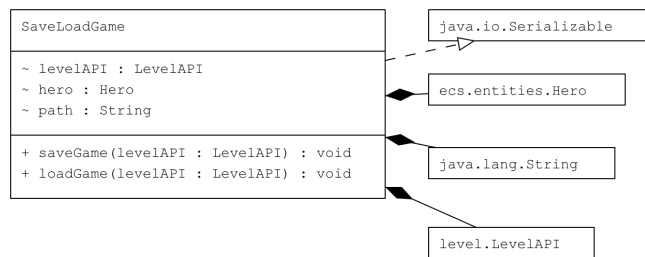 SaveLoadGame
~ levelAPI : LevelAPI
~ hero : Hero
~ path : String
+ saveGame(levelAPI : LevelAPI) : void
+ loadGame(levelAPI : LevelAPI) : void
java.io.Serializable
ecs.entities.Hero
java.lang.String
level.LevelAPI